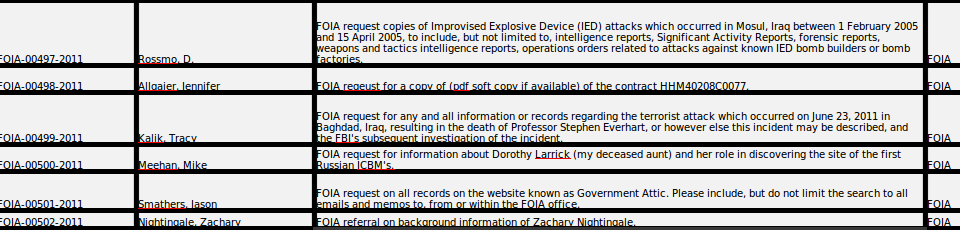 FOIA request copies of Improvised Explosive Device (IED) attacks which occurred in Mosul, Iraq between 1 February 2005
and 15 April 2005, to include, but not limited to, intelligence reports, Significant Activity Reports, forensic reports,
weapons and tactics intelligence reports, operations orders related to attacks against known IED bomb builders or bomb
FOIA-00497-2011 Rossmo, D. factories. FOIA
FOIA-00498-2011 Allgaier, Jennifer FOIA reqeust for a copy of (pdf soft copy if available) of the contract HHM40208C0077. FOIA
FOIA request for any and all information or records regarding the terrorist attack which occurred on June 23, 2011 in
Baghdad, Iraq, resulting in the death of Professor Stephen Everhart, or however else this incident may be described, and
FOIA-00499-2011 Kalik, Tracy the FBI's subsequent investigation of the incident. FOIA
FOIA request for information about Dorothy Larrick (my deceased aunt) and her role in discovering the site of the first
FOIA-00500-2011 Meehan, Mike Russian ICBM's. FOIA
FOIA request on all records on the website known as Government Attic. Please include, but do not limit the search to all
FOIA-00501-2011 Smathers, Jason emails and memos to, from or within the FOIA office. FOIA
FOIA-00502-2011 Nightingale, Zachary FOIA referral on background information of Zachary Nightingale. FOIA